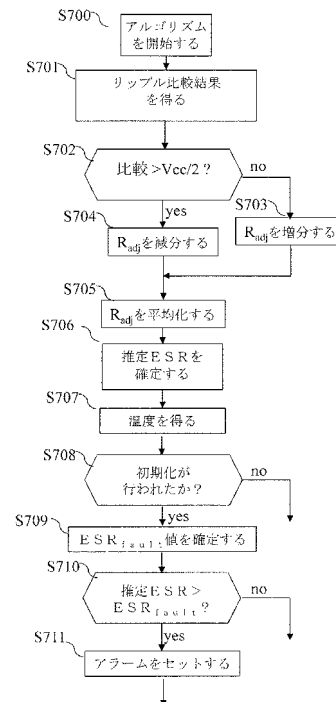 S700
アルゴリズム
を開始する
S701
リップル比較結果
を得る
S702
比較>Vcc/2?
no
yes
S703
Radjを増分する
S704
Radjを減分する
S705
Radjを平均化する
S706
推定ESRを
確定する
S707
温度を得る
S708
初期化が
行われたか?
no
yes
S709
ESRfault値を確定する
S710
推定ESR>
ESRfault?
no
yes
S711
アラームをセットする